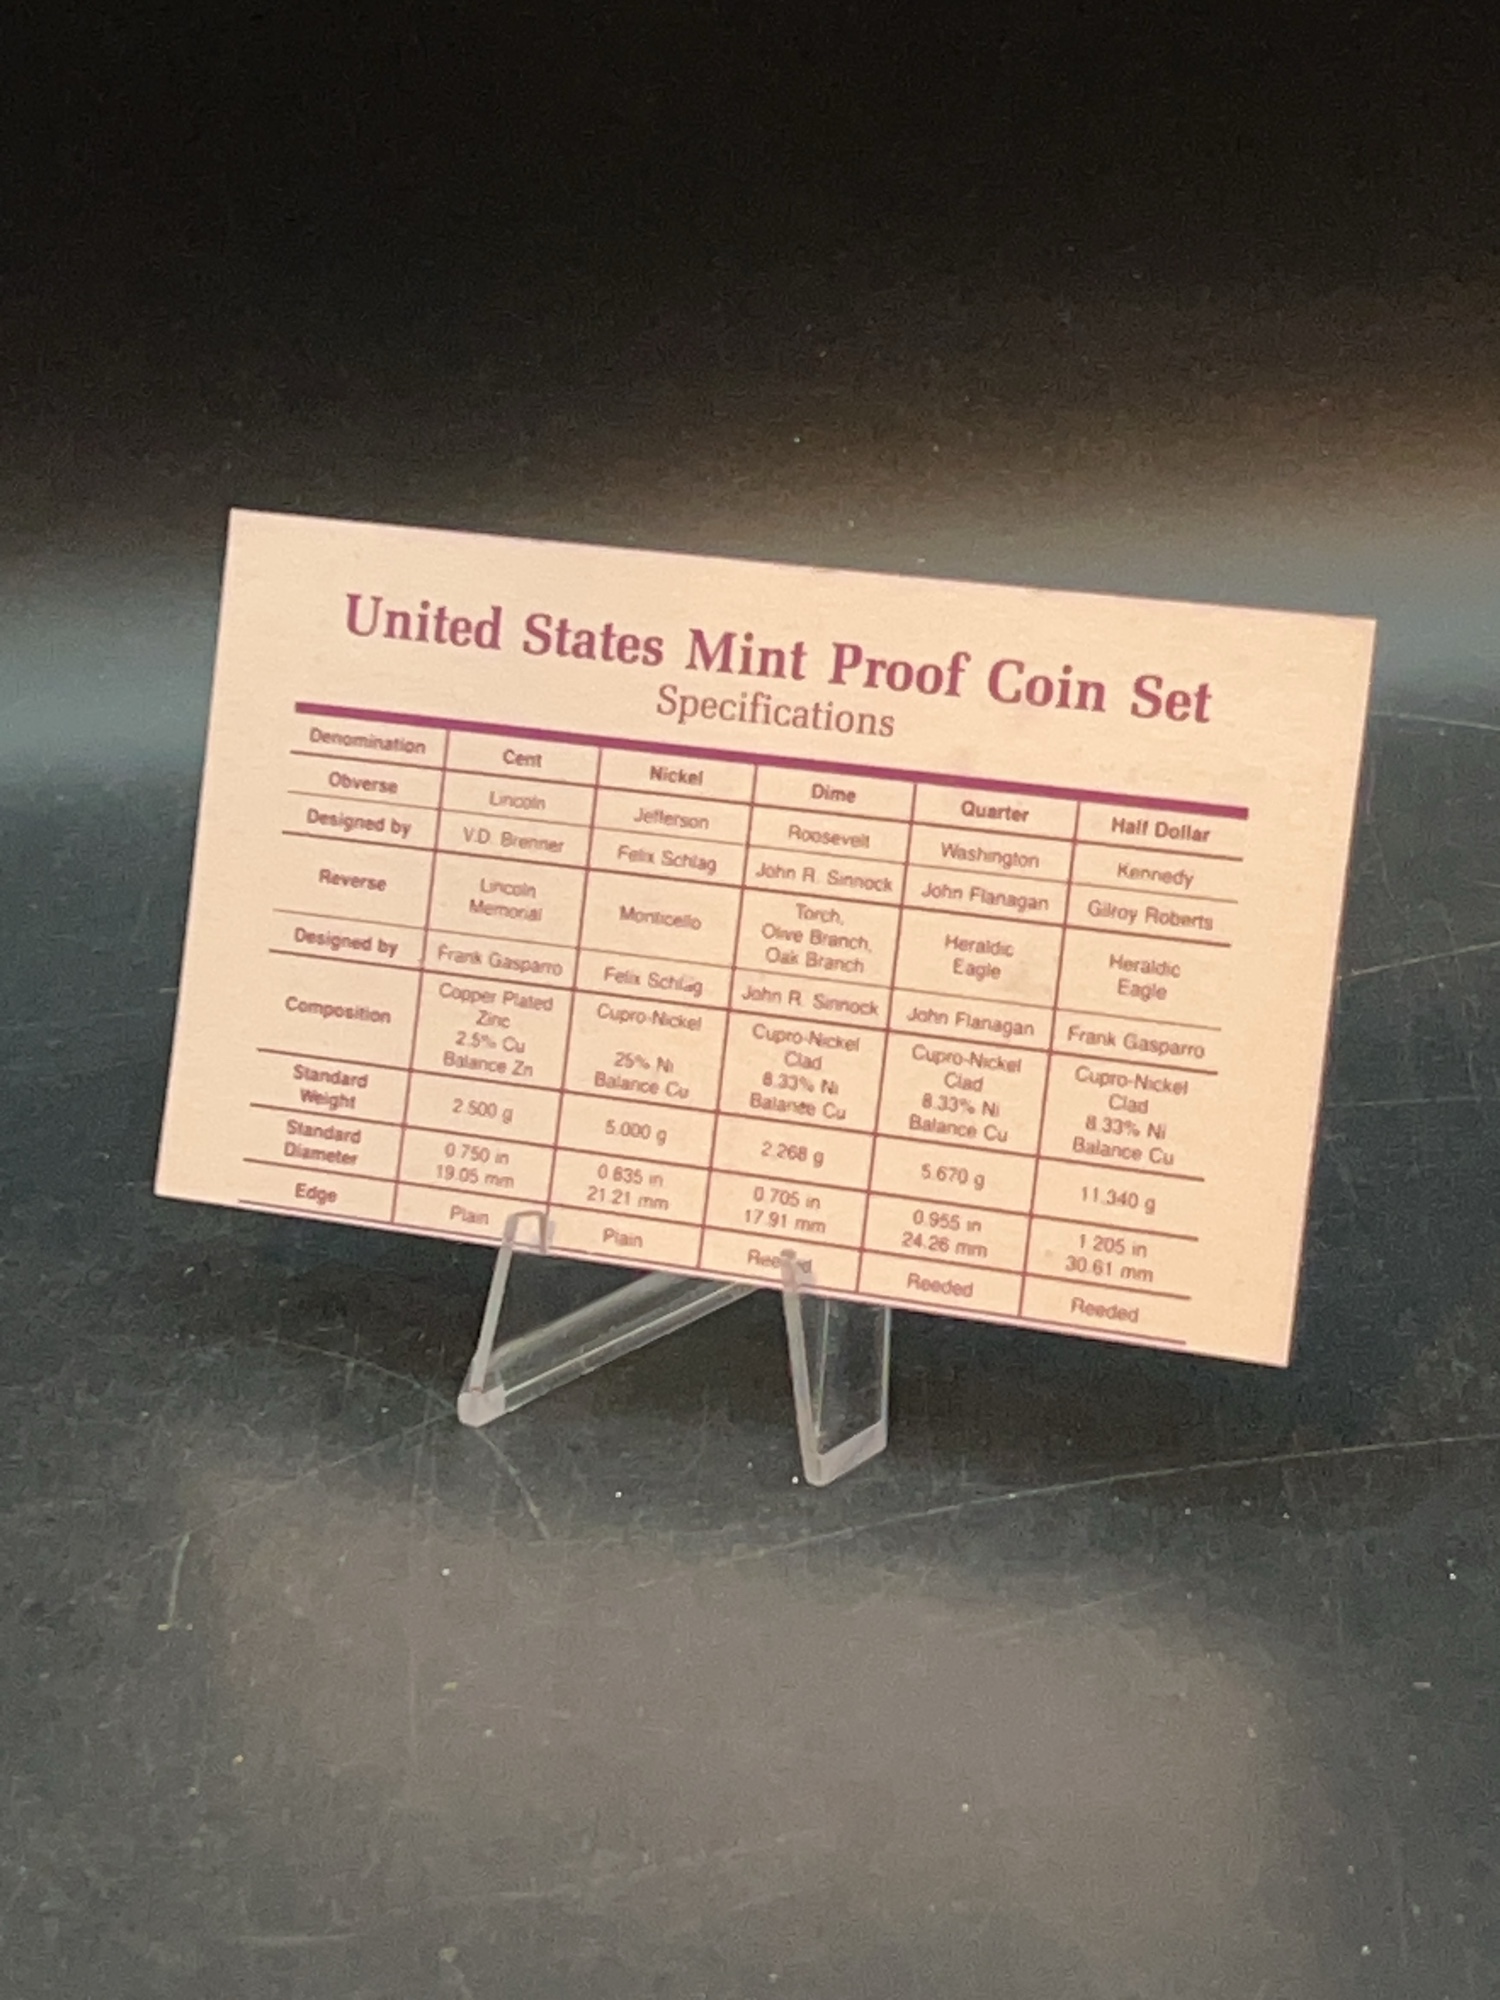 United States Mint Proof Coin Set
Specifications
Denomination Cent Nickel Dime Quarter Half Dollar
Obverse Lincoln Jefferson Roosevelt Washington Kennedy
Designed by V.D. Brenner Felix Schlag John R. Sinnock John Flanagan Gilroy Roberts
Reverse Lincoln Memorial Monticello Torch, Olive Branch, Oak Branch Heraldic Eagle Heraldic Eagle
Designed by Frank Gasparro Felix Schlag John R. Sinnock John Flanagan Frank Gasparro
Composition Copper Plated Zinc 2.5% Cu Balance Zn Cupro-Nickel 25% Ni Balance Cu Cupro-Nickel Clad 8.33% Ni Balance Cu Cupro-Nickel Clad 8.33% Ni Balance Cu Cupro-Nickel Clad 8.33% Ni Balance Cu
Standard Weight 2.500 g 5.000 g 2.268 g 5.670 g 11.340 g
Standard Diameter 0.750 in 19.05 mm 0.835 in 21.21 mm 0.705 in 17.91 mm 0.955 in 24.26 mm 1.205 in 30.61 mm
Edge Plain Plain Reeded Reeded Reeded